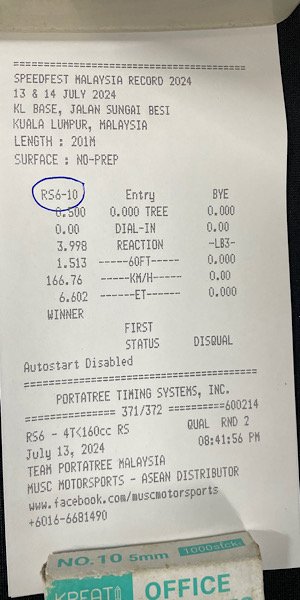 ==========================================
SPEEDFEST MALAYSIA RECORD 2024
13 & 14 JULY 2024
KL BASE, JALAN SUNGAI BESI
KUALA LUMPUR, MALAYSIA
LENGTH : 201M
SURFACE : NO-PREP
RS6-10 Entry BYE
0.500 0.000 TREE 0.000
0.00 DIAL-IN 0.00
3.998 REACTION -LB3-
1.513 ------60FT----- 0.000
166.76 -----KM/H----- 0.00
6.602 ------ET------ 0.000
WINNER
FIRST
STATUS DISQUAL
Autostart Disabled
==========================================
PORTATREE TIMING SYSTEMS, INC.
=============== 371/372 ==========600214
RS6 - 4T<160cc RS QUAL RND 2
July 13, 2024 08:41:56 PM
TEAM PORTATREE MALAYSIA
MUSC MOTORSPORTS - ASEAN DISTRIBUTOR
www.facebook.com/muscmotorsports
+6016-6681490
NO.10 5mm 1000sfck
OFFICE